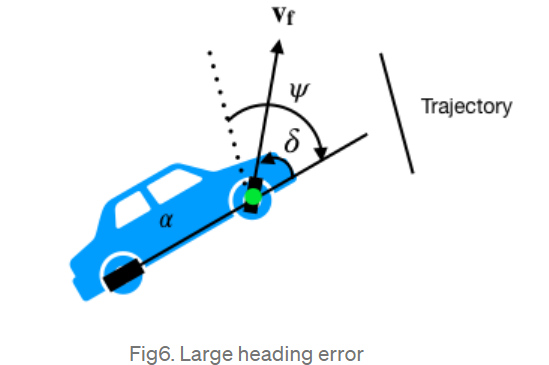 v_f
ψ
δ
Trajectory
α
Fig6. Large heading error